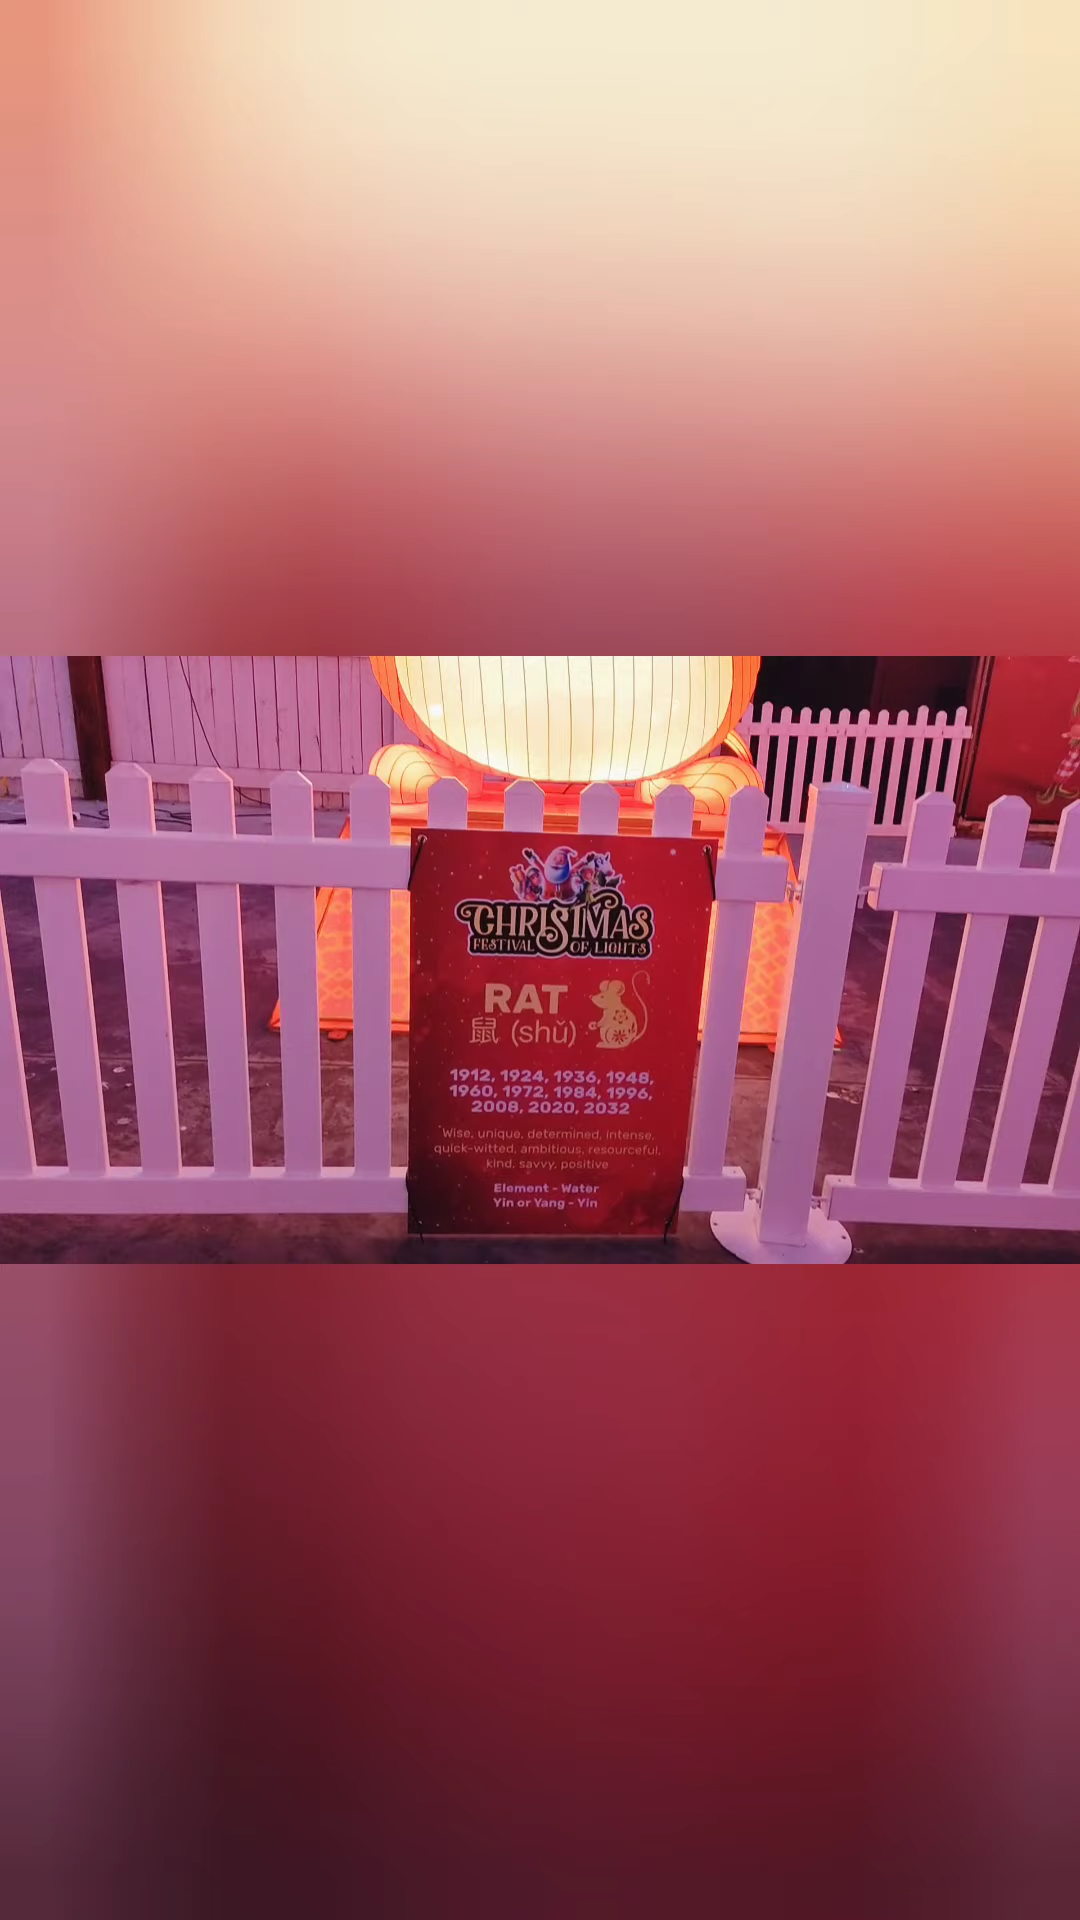 CHRISTMAS
FESTIVAL OF LIGHTS
RAT
鼠 (shǔ)
1912, 1924, 1936, 1948,
1960, 1972, 1984, 1996,
2008, 2020, 2032
Wise, unique, determined, intense,
quick-witted, ambitious, resourceful,
kind, savvy, positive
Element - Water
Yin or Yang - Yin